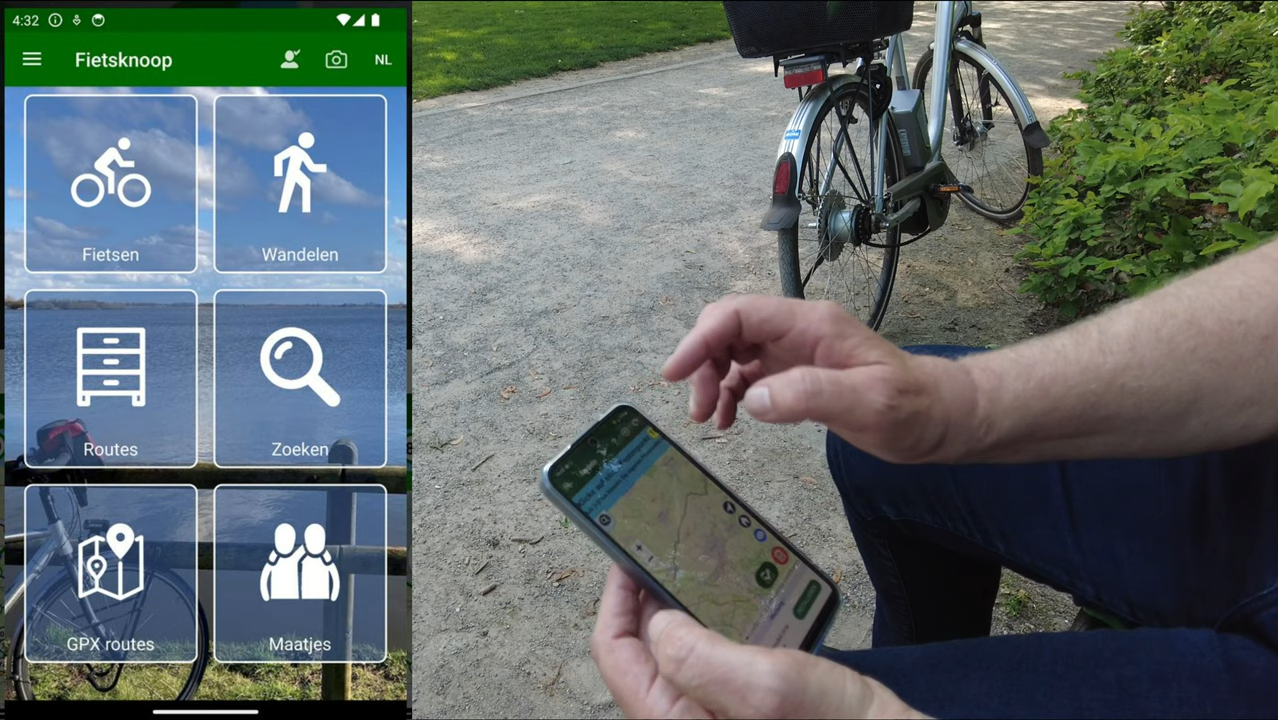 4:32
Fietsknoop
NL
Fietsen
Wandelen
Routes
Zoeken
GPX routes
Maatjes